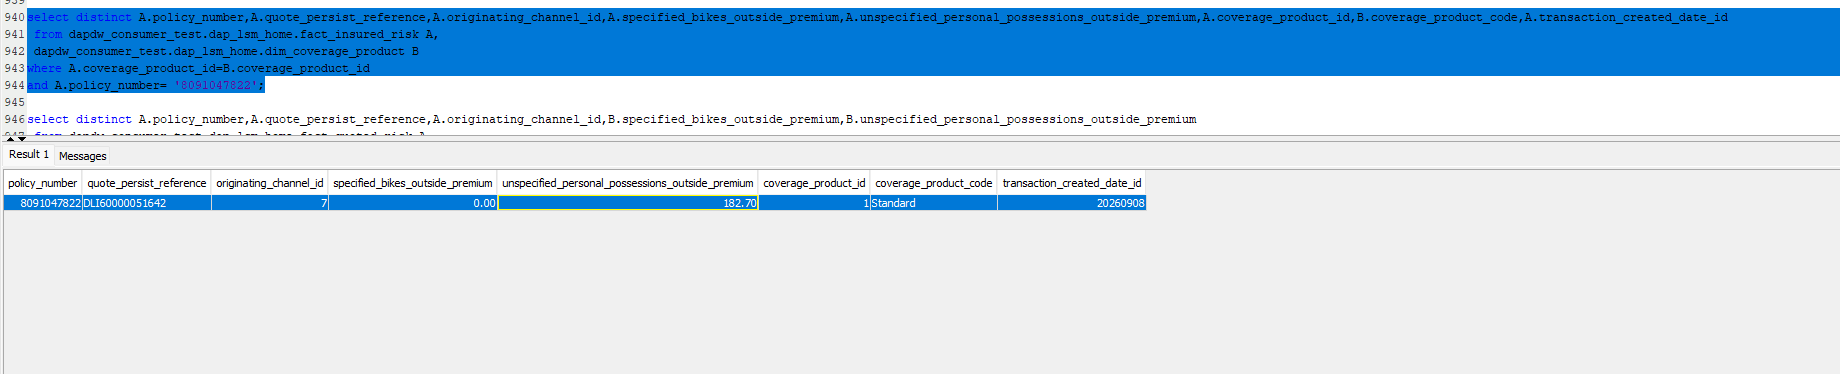 940 select distinct A.policy_number,A.quote_persist_reference,A.originating_channel_id,A.specified_bikes_outside_premium,A.unspecified_personal_possessions_outside_premium,A.coverage_product_id,B.coverage_product_code,A.transaction_created_date_id
941 from dapdw_consumer_test.dap_lsm_home.fact_insured_risk A,
942 dapdw_consumer_test.dap_lsm_home.dim_coverage_product B
943 where A.coverage_product_id=B.coverage_product_id
944 and A.policy_number= '8091047822';
945
946 select distinct A.policy_number,A.quote_persist_reference,A.originating_channel_id,B.specified_bikes_outside_premium,B.unspecified_personal_possessions_outside_premium
Result 1 Messages
policy_number quote_persist_reference originating_channel_id specified_bikes_outside_premium unspecified_personal_possessions_outside_premium coverage_product_id coverage_product_code transaction_created_date_id
8091047822 DLI60000051642 7 0.00 182.70 1 Standard 20260908